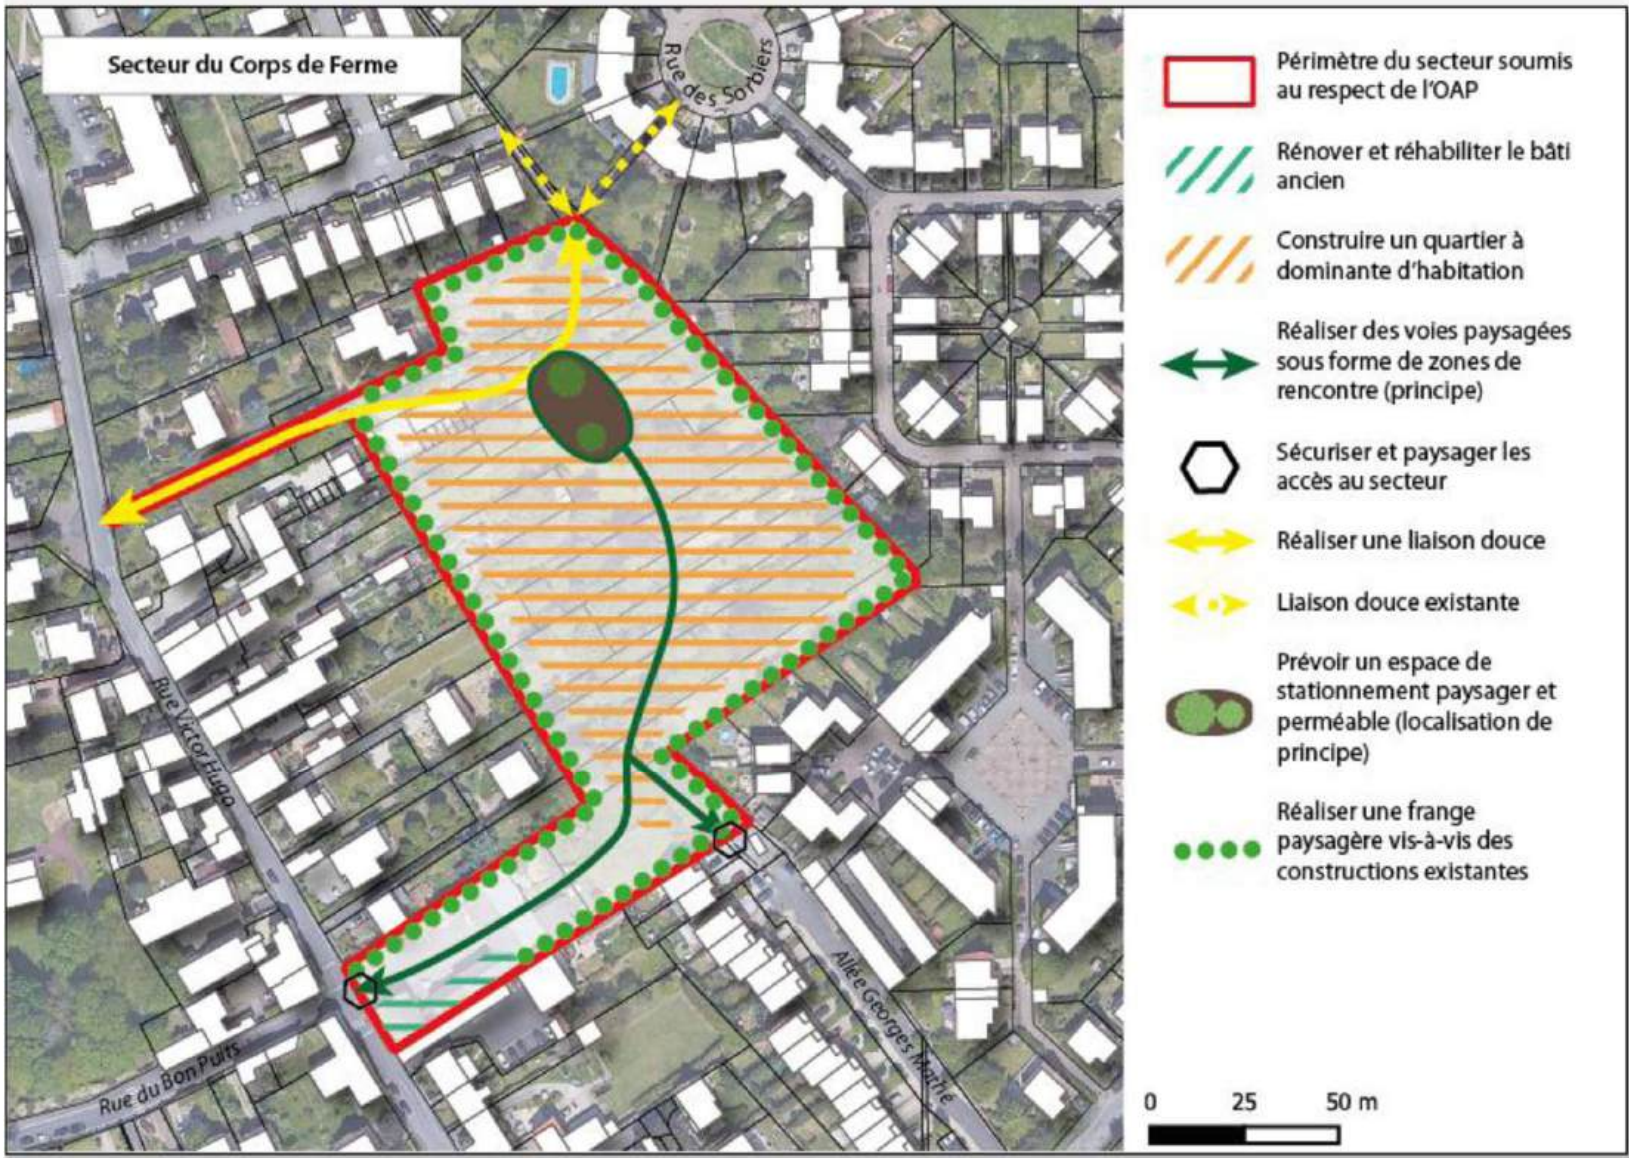 Secteur du Corps de Ferme
Rue des Sorbiers
Rue Victor Hugo
Rue du Bon Puits
Allée Georges Mathé
Périmètre du secteur soumis
au respect de l'OAP
Rénover et réhabiliter le bâti
ancien
Construire un quartier à
dominante d'habitation
Réaliser des voies paysagées
sous forme de zones de
rencontre (principe)
Sécuriser et paysager les
accès au secteur
Réaliser une liaison douce
Liaison douce existante
Prévoir un espace de
stationnement paysager et
perméable (localisation de
principe)
Réaliser une frange
paysagère vis-à-vis des
constructions existantes
0 25 50 m